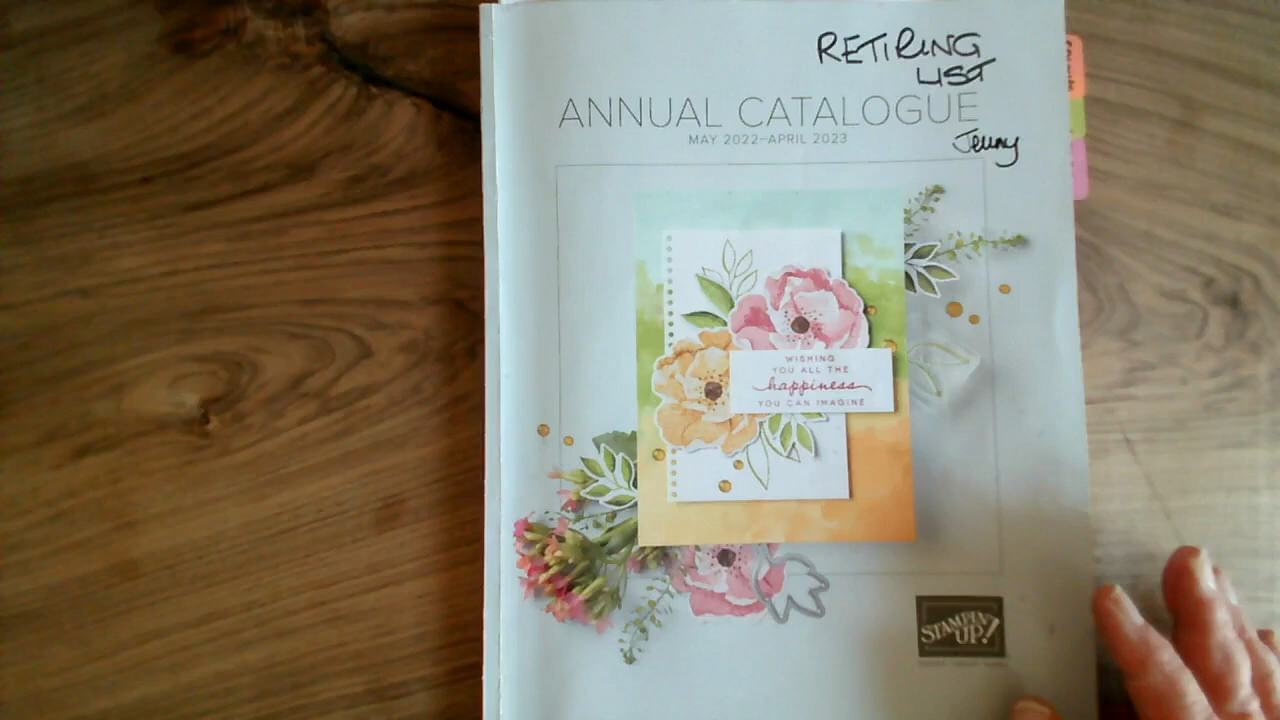 RETIRING
LIST
ANNUAL CATALOGUE
MAY 2022–APRIL 2023
Jenny
WISHING
YOU ALL THE
happiness
YOU CAN IMAGINE
STAMPIN'
UP!